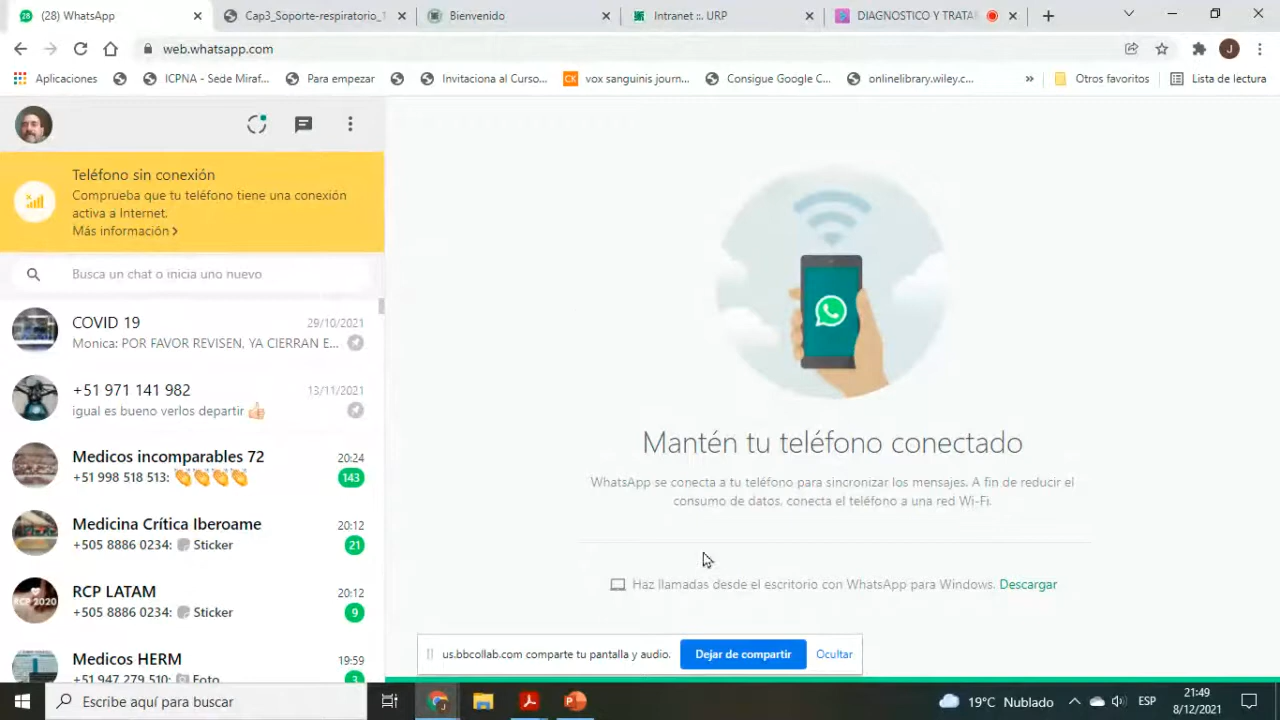 (28) WhatsApp
Cap3_Soporte-respiratorio_1
Bienvenido
Intranet :. URP
DIAGNOSTICO Y TRATA
web.whatsapp.com
J
Aplicaciones
ICPNA - Sede Miraf...
Para empezar
Invitaciona al Curso...
CK
vox sanguinis journ...
Consigue Google C...
onlinelibrary.wiley.c...
»
Otros favoritos
Lista de lectura
Teléfono sin conexión
Comprueba que tu teléfono tiene una conexión
activa a Internet.
Más información >
Busca un chat o inicia uno nuevo
COVID 19
29/10/2021
Monica: POR FAVOR REVISEN, YA CIERRAN E...
+51 971 141 982
13/11/2021
igual es bueno verlos departir 👍🏻
Medicos incomparables 72
20:24
+51 998 518 513: 👏👏👏👏
143
Medicina Crítica Iberoame
20:12
+505 8886 0234: Sticker
21
RCP 2020
RCP LATAM
20:12
+505 8886 0234: Sticker
9
Medicos HERM
19:59
+51 947 279 510: Foto
3
Mantén tu teléfono conectado
WhatsApp se conecta a tu teléfono para sincronizar los mensajes. A fin de reducir el
consumo de datos, conecta el teléfono a una red Wi-Fi.
Haz llamadas desde el escritorio con WhatsApp para Windows. Descargar
us.bbcollab.com comparte tu pantalla y audio.
Dejar de compartir
Ocultar
Escribe aquí para buscar
19°C Nublado
ESP
21:49
8/12/2021